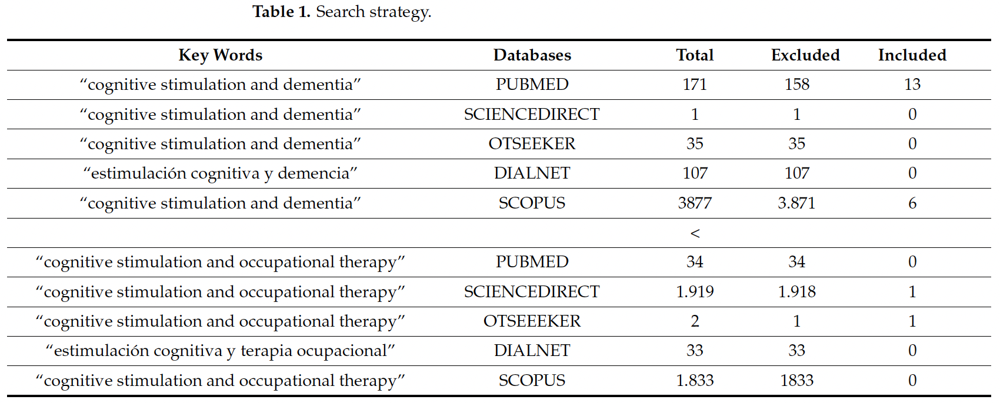 Table 1. Search strategy.
Key Words Databases Total Excluded Included
“cognitive stimulation and dementia” PUBMED 171 158 13
“cognitive stimulation and dementia” SCIENCEDIRECT 1 1 0
“cognitive stimulation and dementia” OTSEEKER 35 35 0
“estimulación cognitiva y demencia” DIALNET 107 107 0
“cognitive stimulation and dementia” SCOPUS 3877 3.871 6
<
“cognitive stimulation and occupational therapy” PUBMED 34 34 0
“cognitive stimulation and occupational therapy” SCIENCEDIRECT 1.919 1.918 1
“cognitive stimulation and occupational therapy” OTSEEEKER 2 1 1
“estimulación cognitiva y terapia ocupacional” DIALNET 33 33 0
“cognitive stimulation and occupational therapy” SCOPUS 1.833 1833 0